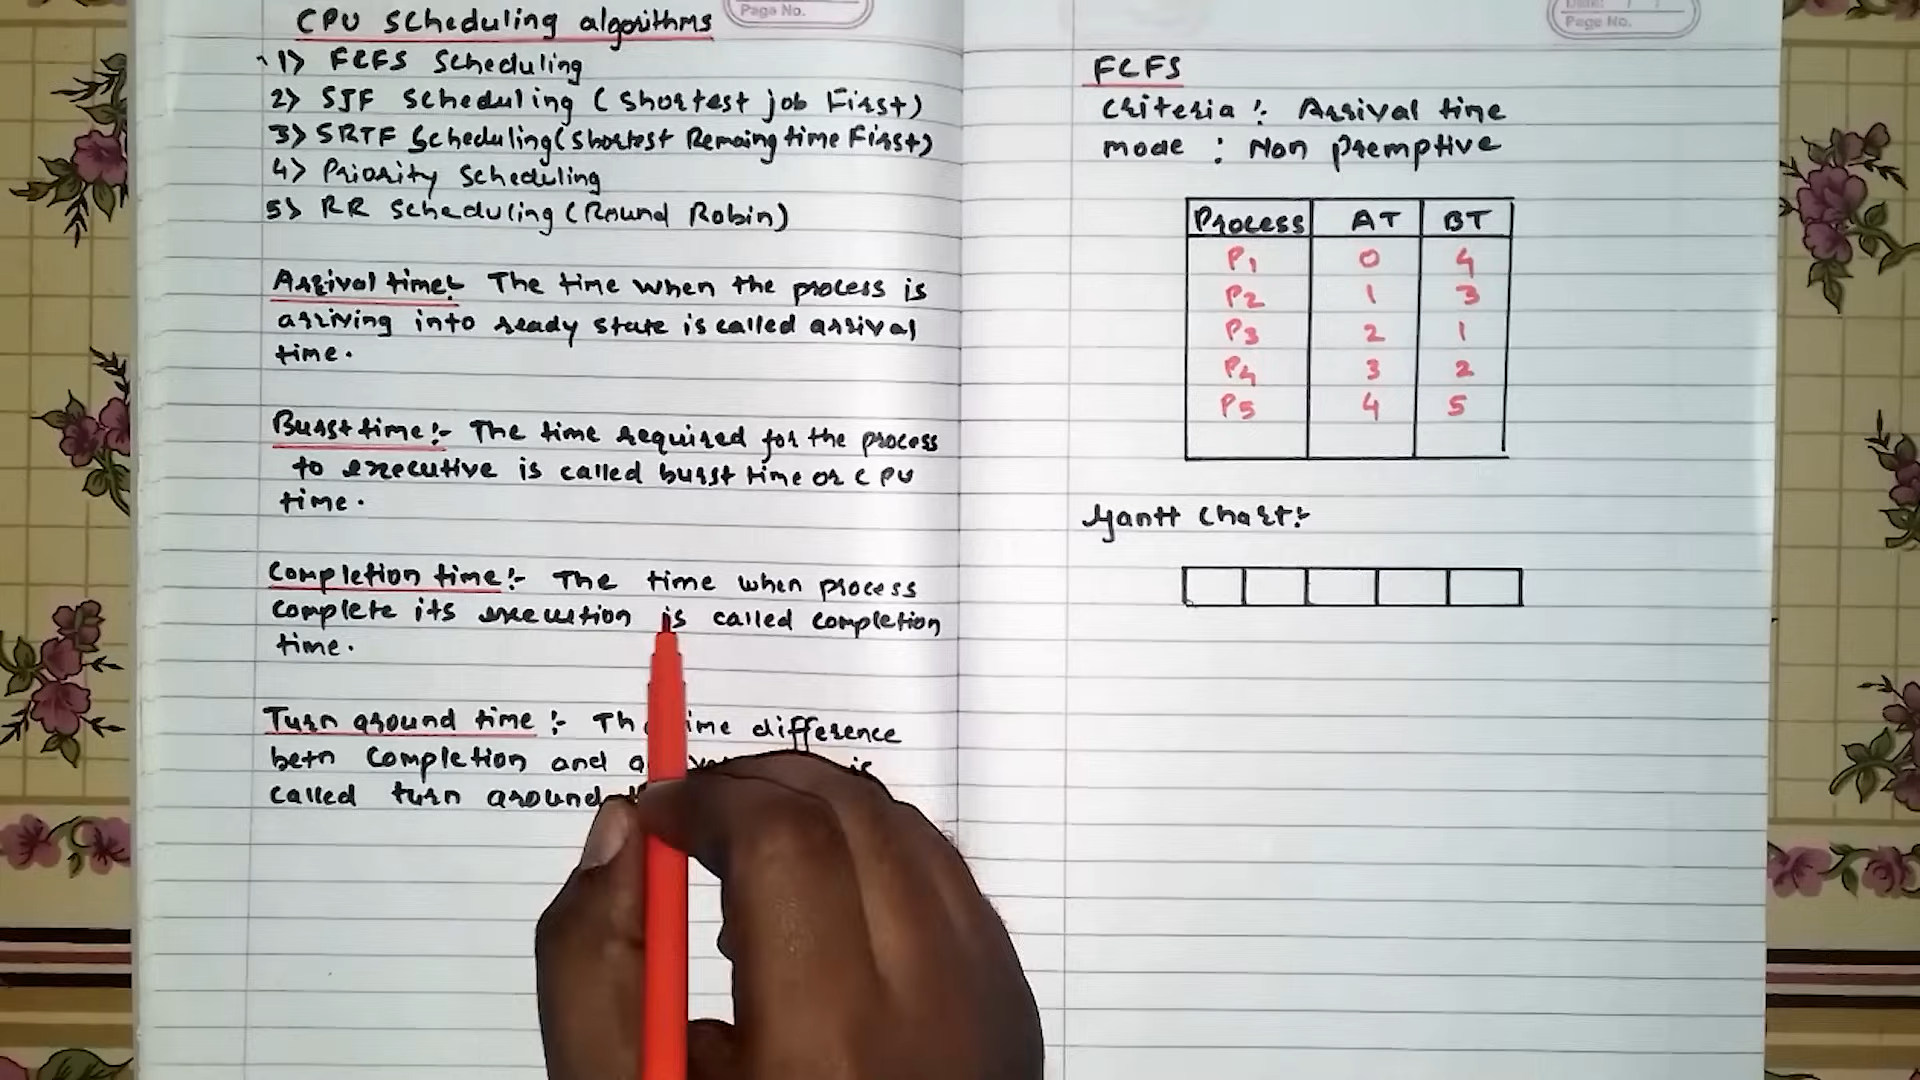 CPU Scheduling algorithms
1> FCFS Scheduling
2> SJF Scheduling (Shortest job First)
3> SRTF Scheduling (Shortest Remaing time First)
4> Priority Scheduling
5> RR Scheduling (Round Robin)
Arrival time:- The time when the process is
arriving into ready state is called arrival
time.
Burst time:- The time required for the process
to executive is called burst time or CPU
time.
Completion time:- The time when process
complete its execution is called completion
time.
Turn around time:- difference
betn completion and is
called turn around
Page No.
Date:
Page No.
FCFS
Criteria: Arrival time
mode: Non Premptive
Process AT BT
P1 0 4
P2 1 3
P3 2 1
P4 3 2
P5 4 5
Gantt Chart:-